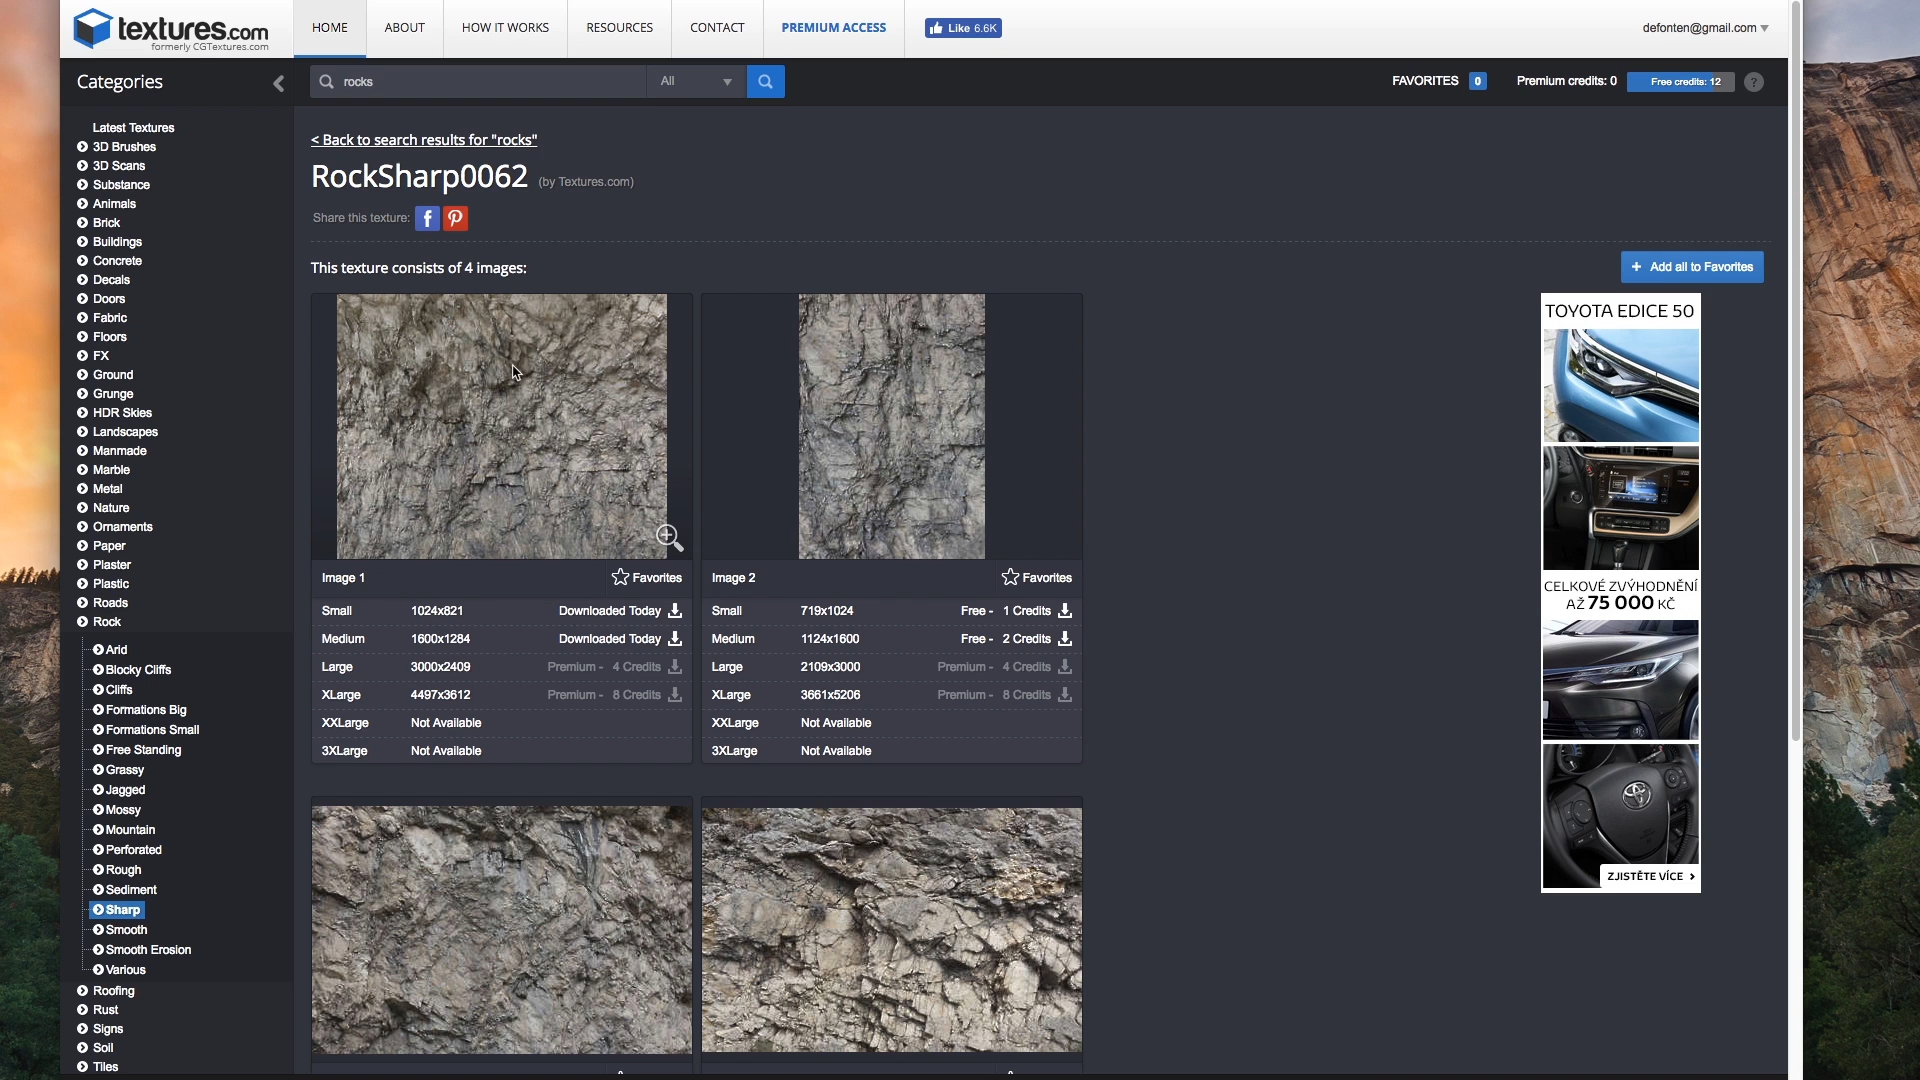 textures.com
formerly CGTextures.com
HOME
ABOUT
HOW IT WORKS
RESOURCES
CONTACT
PREMIUM ACCESS
Like 6.6K
defonten@gmail.com
Categories
rocks
All
FAVORITES 0
Premium credits: 0
Free credits: 12
?
Latest Textures
3D Brushes
3D Scans
Substance
Animals
Brick
Buildings
Concrete
Decals
Doors
Fabric
Floors
FX
Ground
Grunge
HDR Skies
Landscapes
Manmade
Marble
Metal
Nature
Ornaments
Paper
Plaster
Plastic
Roads
Rock
Arid
Blocky Cliffs
Cliffs
Formations Big
Formations Small
Free Standing
Grassy
Jagged
Mossy
Mountain
Perforated
Rough
Sediment
Sharp
Smooth
Smooth Erosion
Various
Roofing
Rust
Signs
Soil
Tiles
< Back to search results for "rocks"
RockSharp0062 (by Textures.com)
Share this texture:
This texture consists of 4 images:
+ Add all to Favorites
Image 1 Favorites
Small 1024x821 Downloaded Today
Medium 1600x1284 Downloaded Today
Large 3000x2409 Premium - 4 Credits
XLarge 4497x3612 Premium - 8 Credits
XXLarge Not Available
3XLarge Not Available
Image 2 Favorites
Small 719x1024 Free - 1 Credits
Medium 1124x1600 Free - 2 Credits
Large 2109x3000 Premium - 4 Credits
XLarge 3661x5206 Premium - 8 Credits
XXLarge Not Available
3XLarge Not Available
TOYOTA EDICE 50
CELKOVÉ ZVÝHODNĚNÍ
AŽ 75 000 KČ
ZJISTĚTE VÍCE